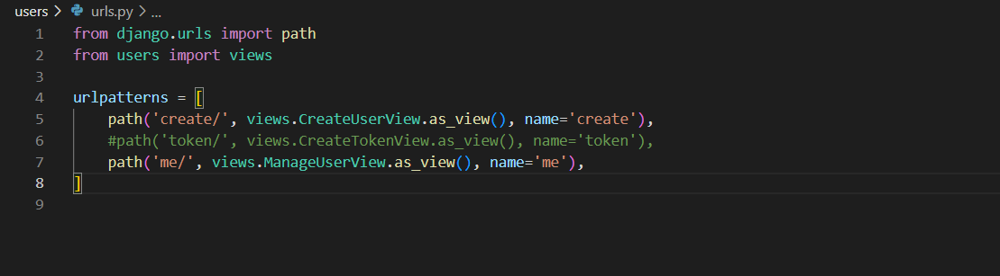 users > urls.py > ...
1 from django.urls import path
2 from users import views
3
4 urlpatterns = [
5     path('create/', views.CreateUserView.as_view(), name='create'),
6     #path('token/', views.CreateTokenView.as_view(), name='token'),
7     path('me/', views.ManageUserView.as_view(), name='me'),
8 ]
9